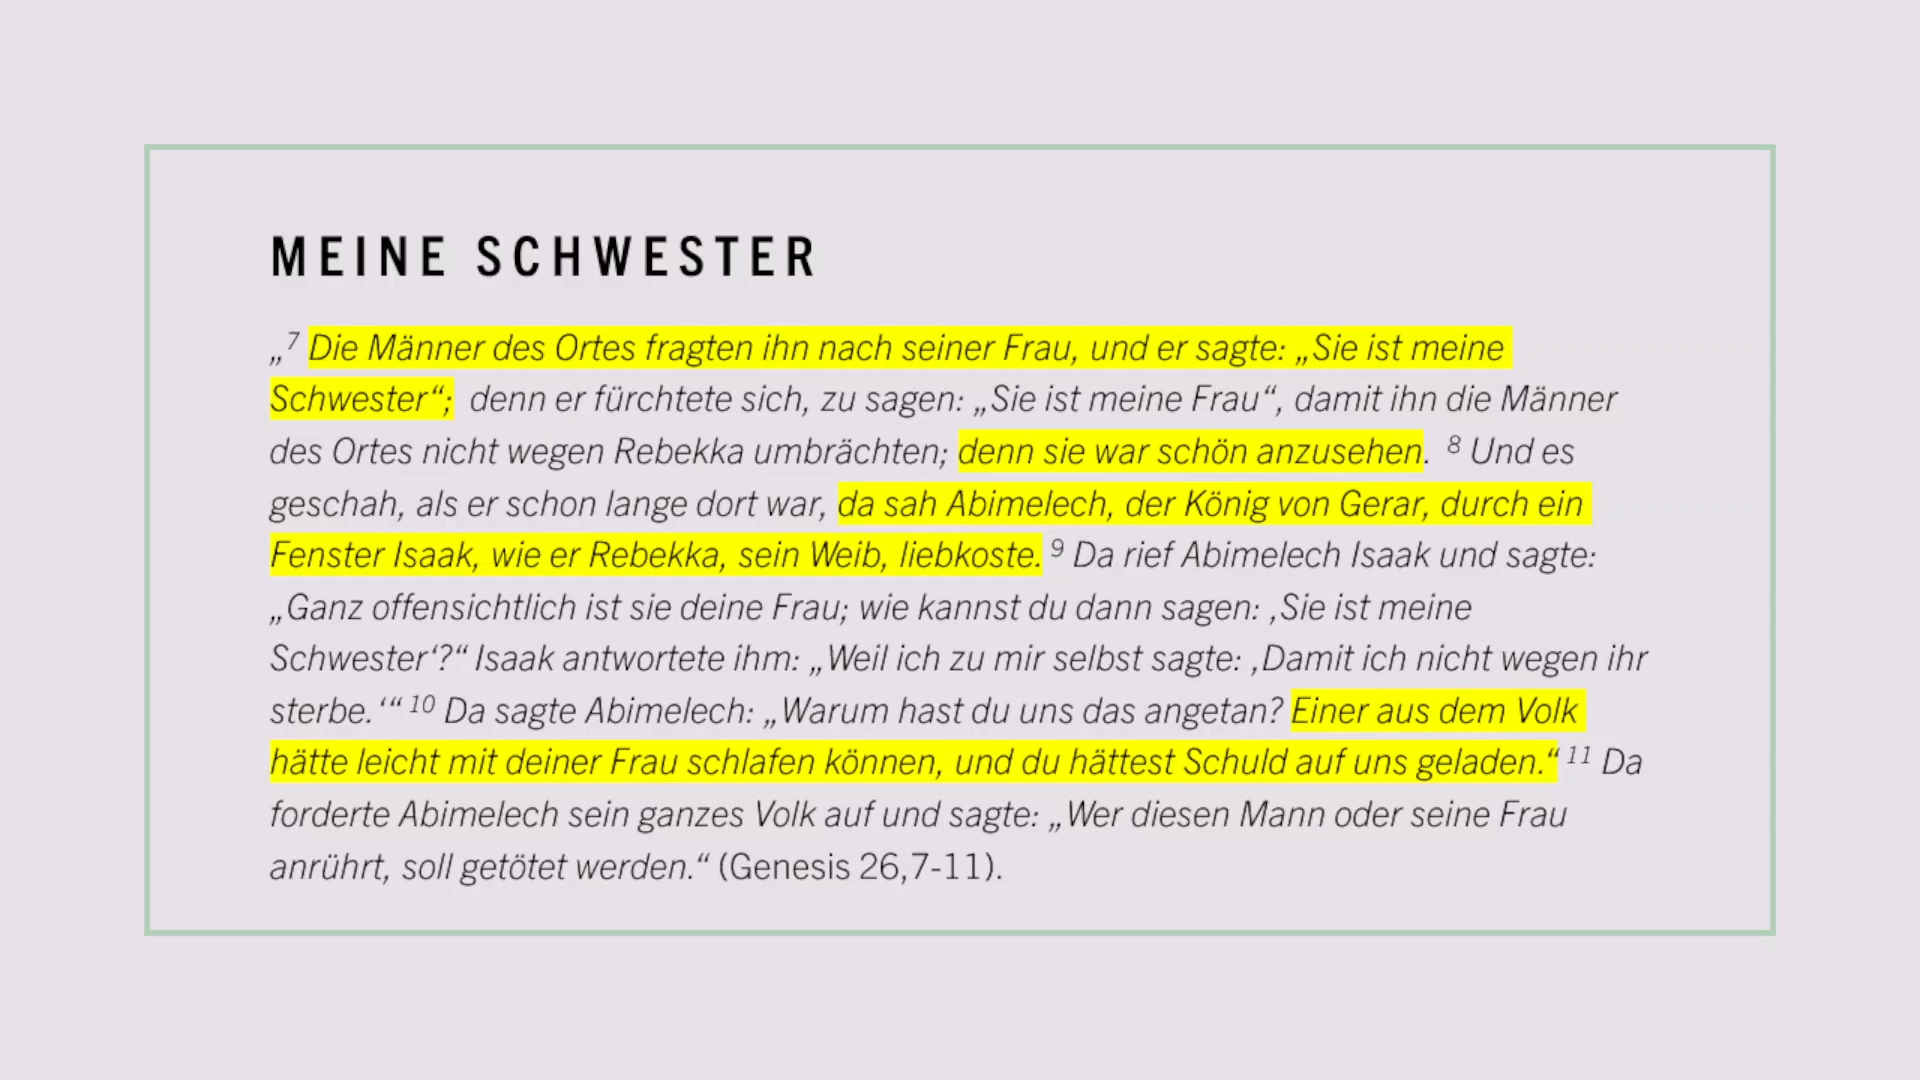 MEINE SCHWESTER
„⁷ Die Männer des Ortes fragten ihn nach seiner Frau, und er sagte: „Sie ist meine
Schwester“; denn er fürchtete sich, zu sagen: „Sie ist meine Frau“, damit ihn die Männer
des Ortes nicht wegen Rebekka umbrächten; denn sie war schön anzusehen. ⁸ Und es
geschah, als er schon lange dort war, da sah Abimelech, der König von Gerar, durch ein
Fenster Isaak, wie er Rebekka, sein Weib, liebkoste. ⁹ Da rief Abimelech Isaak und sagte:
„Ganz offensichtlich ist sie deine Frau; wie kannst du dann sagen: ‚Sie ist meine
Schwester‘?“ Isaak antwortete ihm: „Weil ich zu mir selbst sagte: ‚Damit ich nicht wegen ihr
sterbe.‘“ ¹⁰ Da sagte Abimelech: „Warum hast du uns das angetan? Einer aus dem Volk
hätte leicht mit deiner Frau schlafen können, und du hättest Schuld auf uns geladen.“ ¹¹ Da
forderte Abimelech sein ganzes Volk auf und sagte: „Wer diesen Mann oder seine Frau
anrührt, soll getötet werden.“ (Genesis 26,7-11).